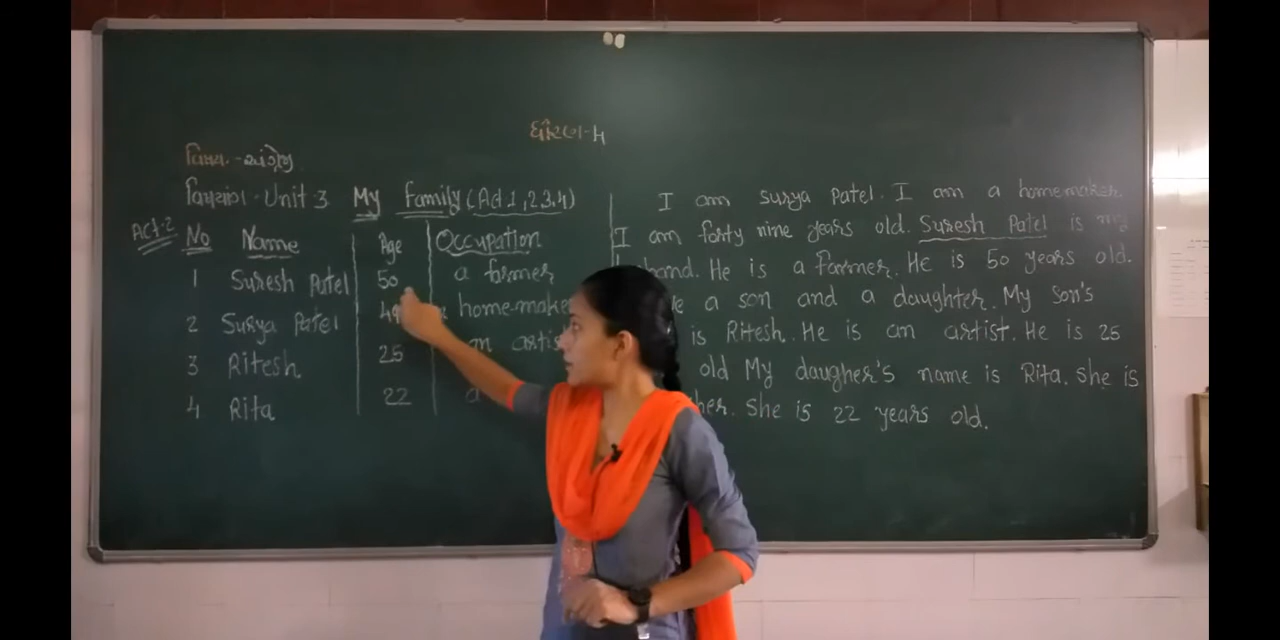 ધોરણ-૫
વિષય - અંગ્રેજી
વિષયાંગ - Unit 3 My Family (Act 1, 2 3, 4)
Act-2
No Name Age Occupation
1 Suresh Patel 50 a farmer
2 Surya Patel 49 home-maker
3 Ritesh 25 artist
4 Rita 22 a
I am surya patel. I am a homemaker
I am forty nine years old. Suresh Patel is my
He is a Farmer. He is 50 years old.
a son and a daughter. My son's
is Ritesh. He is an artist. He is 25
old My daugher's name is Rita. she is
She is 22 years old.